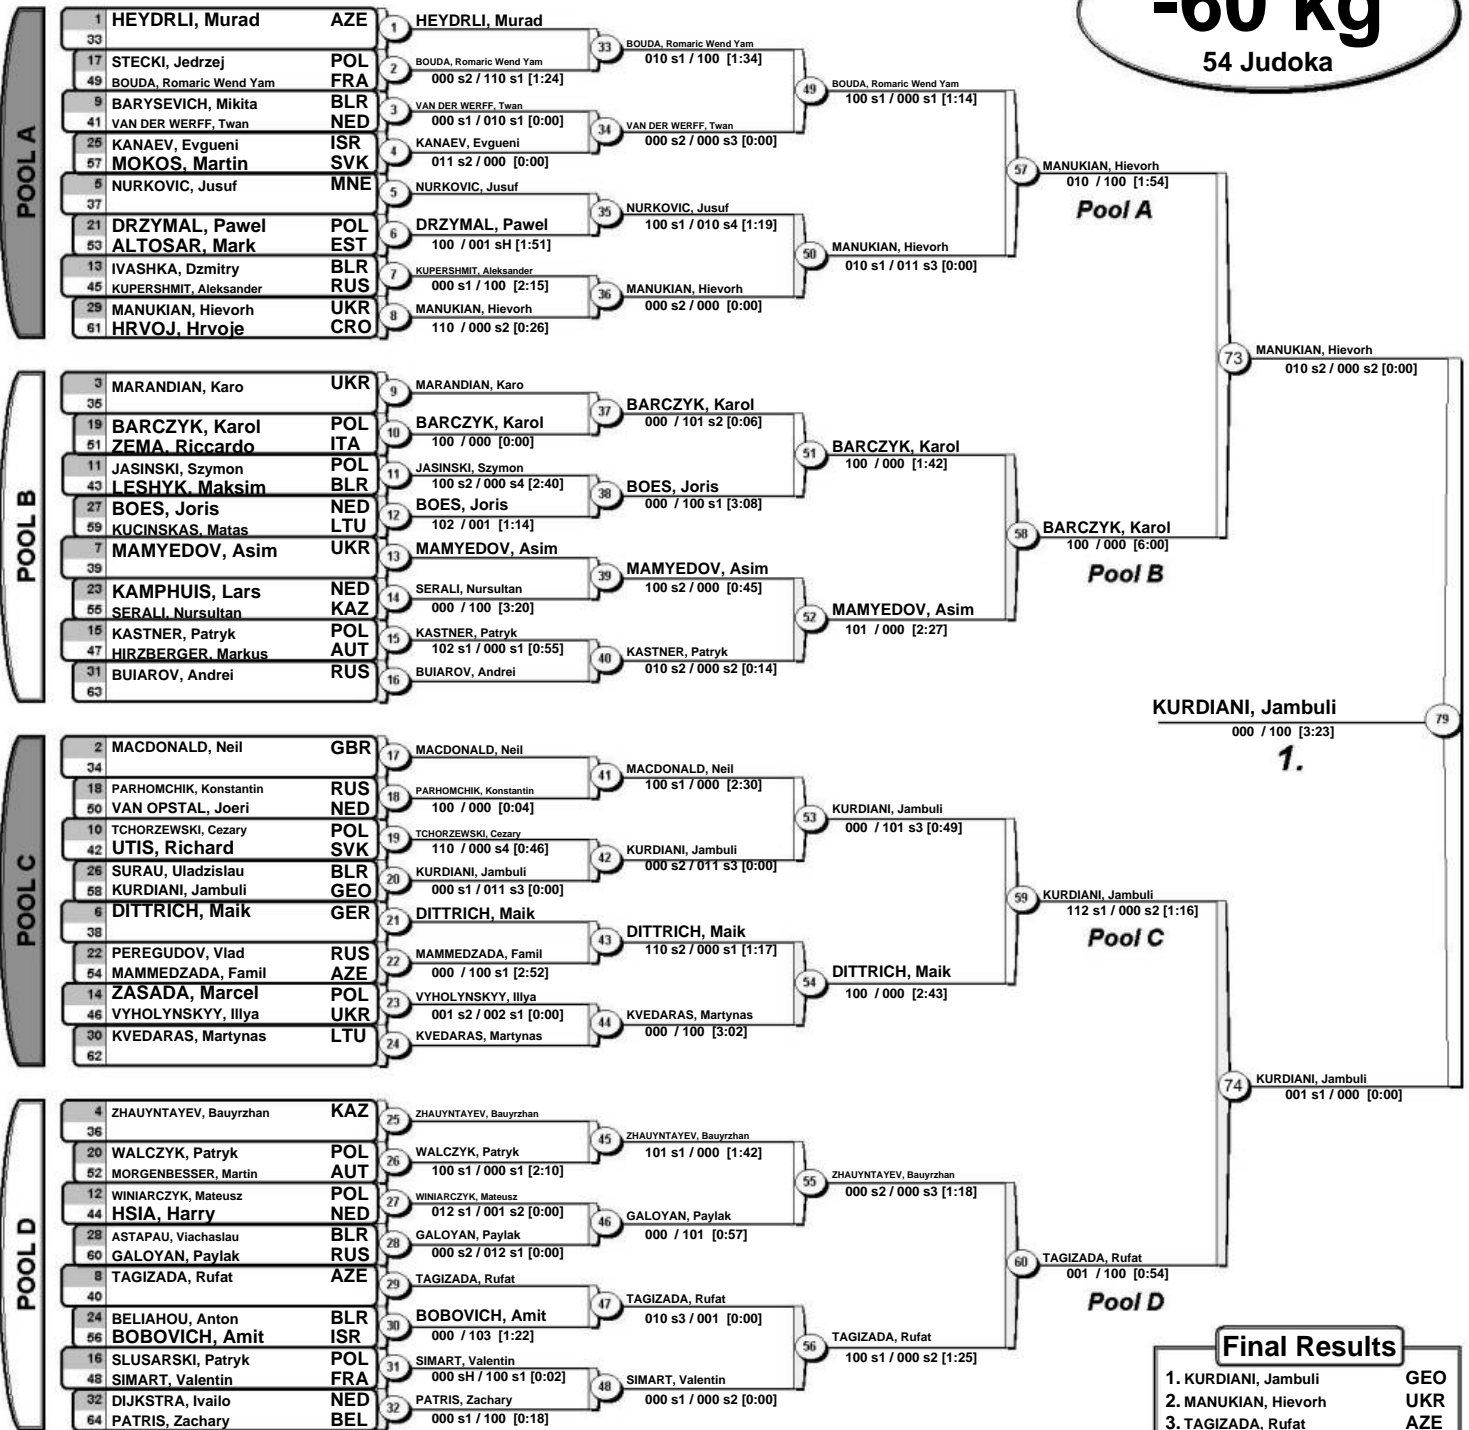 -60 kg
54 Judoka
POOL A
1 HEYDRLI, Murad AZE
33
17 STECKI, Jedrzej POL
49 BOUDA, Romaric Wend Yam FRA
9 BARYSEVICH, Mikita BLR
41 VAN DER WERFF, Twan NED
25 KANAEV, Evgueni ISR
57 MOKOS, Martin SVK
5 NURKOVIC, Jusuf MNE
37
21 DRZYMAL, Pawel POL
53 ALTOSAR, Mark EST
13 IVASHKA, Dzmitry BLR
45 KUPERSHMIT, Aleksander RUS
29 MANUKIAN, Hievorh UKR
61 HRVOJ, Hrvoje CRO
1 HEYDRLI, Murad
2 BOUDA, Romaric Wend Yam
000 s2 / 110 s1 [1:24]
3 VAN DER WERFF, Twan
000 s1 / 010 s1 [0:00]
4 KANAEV, Evgueni
011 s2 / 000 [0:00]
5 NURKOVIC, Jusuf
6 DRZYMAL, Pawel
100 / 001 sH [1:51]
7 KUPERSHMIT, Aleksander
000 s1 / 100 [2:15]
8 MANUKIAN, Hievorh
110 / 000 s2 [0:26]
33 BOUDA, Romaric Wend Yam
010 s1 / 100 [1:34]
34 VAN DER WERFF, Twan
000 s2 / 000 s3 [0:00]
35 NURKOVIC, Jusuf
100 s1 / 010 s4 [1:19]
36 MANUKIAN, Hievorh
000 s2 / 000 [0:00]
49 BOUDA, Romaric Wend Yam
100 s1 / 000 s1 [1:14]
50 MANUKIAN, Hievorh
010 s1 / 011 s3 [0:00]
57 MANUKIAN, Hievorh
010 / 100 [1:54]
Pool A
POOL B
3 MARANDIAN, Karo UKR
35
19 BARCZYK, Karol POL
51 ZEMA, Riccardo ITA
11 JASINSKI, Szymon POL
43 LESHYK, Maksim BLR
27 BOES, Joris NED
59 KUCINSKAS, Matas LTU
7 MAMYEDOV, Asim UKR
39
23 KAMPHUIS, Lars NED
55 SERALI, Nursultan KAZ
15 KASTNER, Patryk POL
47 HIRZBERGER, Markus AUT
31 BUIAROV, Andrei RUS
63
9 MARANDIAN, Karo
10 BARCZYK, Karol
100 / 000 [0:00]
11 JASINSKI, Szymon
100 s2 / 000 s4 [2:40]
12 BOES, Joris
102 / 001 [1:14]
13 MAMYEDOV, Asim
14 SERALI, Nursultan
000 / 100 [3:20]
15 KASTNER, Patryk
102 s1 / 000 s1 [0:55]
16 BUIAROV, Andrei
37 BARCZYK, Karol
000 / 101 s2 [0:06]
38 BOES, Joris
000 / 100 s1 [3:08]
39 MAMYEDOV, Asim
100 s2 / 000 [0:45]
40 KASTNER, Patryk
010 s2 / 000 s2 [0:14]
51 BARCZYK, Karol
100 / 000 [1:42]
52 MAMYEDOV, Asim
101 / 000 [2:27]
58 BARCZYK, Karol
100 / 000 [6:00]
Pool B
73 MANUKIAN, Hievorh
010 s2 / 000 s2 [0:00]
KURDIANI, Jambuli 79
000 / 100 [3:23]
1.
POOL C
2 MACDONALD, Neil GBR
34
18 PARHOMCHIK, Konstantin RUS
50 VAN OPSTAL, Joeri NED
10 TCHORZEWSKI, Cezary POL
42 UTIS, Richard SVK
26 SURAU, Uladzislau BLR
58 KURDIANI, Jambuli GEO
6 DITTRICH, Maik GER
38
22 PEREGUDOV, Vlad RUS
54 MAMMEDZADA, Famil AZE
14 ZASADA, Marcel POL
46 VYHOLYNSKYY, Illya UKR
30 KVEDARAS, Martynas LTU
62
17 MACDONALD, Neil
18 PARHOMCHIK, Konstantin
100 / 000 [0:04]
19 TCHORZEWSKI, Cezary
110 / 000 s4 [0:46]
20 KURDIANI, Jambuli
000 s1 / 011 s3 [0:00]
21 DITTRICH, Maik
22 MAMMEDZADA, Famil
000 / 100 s1 [2:52]
23 VYHOLYNSKYY, Illya
001 s2 / 002 s1 [0:00]
24 KVEDARAS, Martynas
41 MACDONALD, Neil
100 s1 / 000 [2:30]
42 KURDIANI, Jambuli
000 s2 / 011 s3 [0:00]
43 DITTRICH, Maik
110 s2 / 000 s1 [1:17]
44 KVEDARAS, Martynas
000 / 100 [3:02]
53 KURDIANI, Jambuli
000 / 101 s3 [0:49]
54 DITTRICH, Maik
100 / 000 [2:43]
59 KURDIANI, Jambuli
112 s1 / 000 s2 [1:16]
Pool C
74 KURDIANI, Jambuli
001 s1 / 000 [0:00]
POOL D
4 ZHAUYNTAYEV, Bauyrzhan KAZ
36
20 WALCZYK, Patryk POL
52 MORGENBESSER, Martin AUT
12 WINIARCZYK, Mateusz POL
44 HSIA, Harry NED
28 ASTAPAU, Viachaslau BLR
60 GALOYAN, Paylak RUS
8 TAGIZADA, Rufat AZE
40
24 BELIAHOU, Anton BLR
56 BOBOVICH, Amit ISR
16 SLUSARSKI, Patryk POL
48 SIMART, Valentin FRA
32 DIJKSTRA, Ivailo NED
64 PATRIS, Zachary BEL
25 ZHAUYNTAYEV, Bauyrzhan
26 WALCZYK, Patryk
100 s1 / 000 s1 [2:10]
27 WINIARCZYK, Mateusz
012 s1 / 001 s2 [0:00]
28 GALOYAN, Paylak
000 s2 / 012 s1 [0:00]
29 TAGIZADA, Rufat
30 BOBOVICH, Amit
000 / 103 [1:22]
31 SIMART, Valentin
000 sH / 100 s1 [0:02]
32 PATRIS, Zachary
000 s1 / 100 [0:18]
45 ZHAUYNTAYEV, Bauyrzhan
101 s1 / 000 [1:42]
46 GALOYAN, Paylak
000 / 101 [0:57]
47 TAGIZADA, Rufat
010 s3 / 001 [0:00]
48 SIMART, Valentin
000 s1 / 000 s2 [0:00]
55 ZHAUYNTAYEV, Bauyrzhan
000 s2 / 000 s3 [1:18]
56 TAGIZADA, Rufat
100 s1 / 000 s2 [1:25]
60 TAGIZADA, Rufat
001 / 100 [0:54]
Pool D
Final Results
1. KURDIANI, Jambuli GEO
2. MANUKIAN, Hievorh UKR
3. TAGIZADA, Rufat AZE